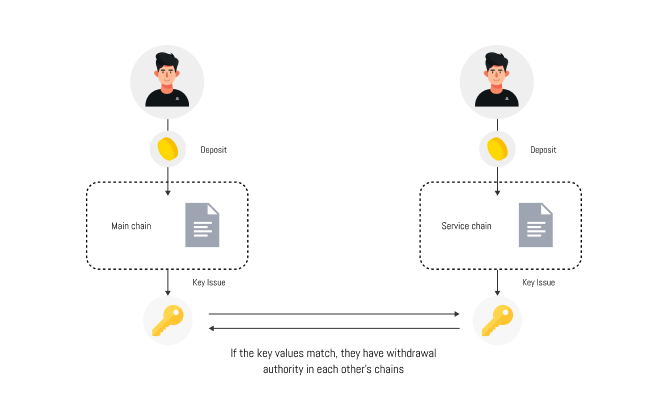 Deposit
Deposit
Main chain
Service chain
Key Issue
Key Issue
If the key values match, they have withdrawal
authority in each other's chains